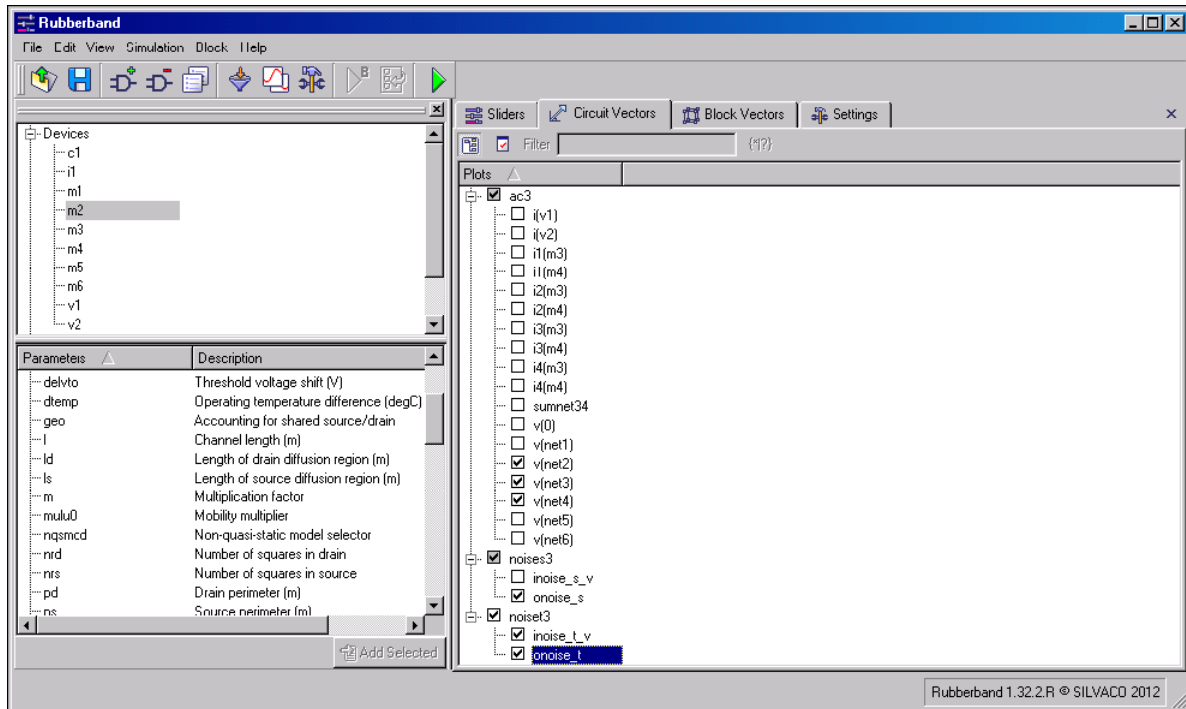 Rubberband
File Edit View Simulation Block Help
B
Sliders Circuit Vectors Block Vectors Settings
Filter {*|?}
Devices
c1
i1
m1
m2
m3
m4
m5
m6
v1
v2
Parameters Description
delvto Threshold voltage shift (V)
dtemp Operating temperature difference (degC)
geo Accounting for shared source/drain
l Channel length (m)
ld Length of drain diffusion region (m)
ls Length of source diffusion region (m)
m Multiplication factor
mulu0 Mobility multiplier
nqsmcd Non-quasi-static model selector
nrd Number of squares in drain
nrs Number of squares in source
pd Drain perimeter (m)
ps Source perimeter (m)
Add Selected
Plots
ac3
i(v1)
i(v2)
i1(m3)
i1(m4)
i2(m3)
i2(m4)
i3(m3)
i3(m4)
i4(m3)
i4(m4)
sumnet34
v(0)
v(net1)
v(net2)
v(net3)
v(net4)
v(net5)
v(net6)
noises3
inoise_s_v
onoise_s
noiset3
inoise_t_v
onoise_t
Rubberband 1.32.2.R © SILVACO 2012